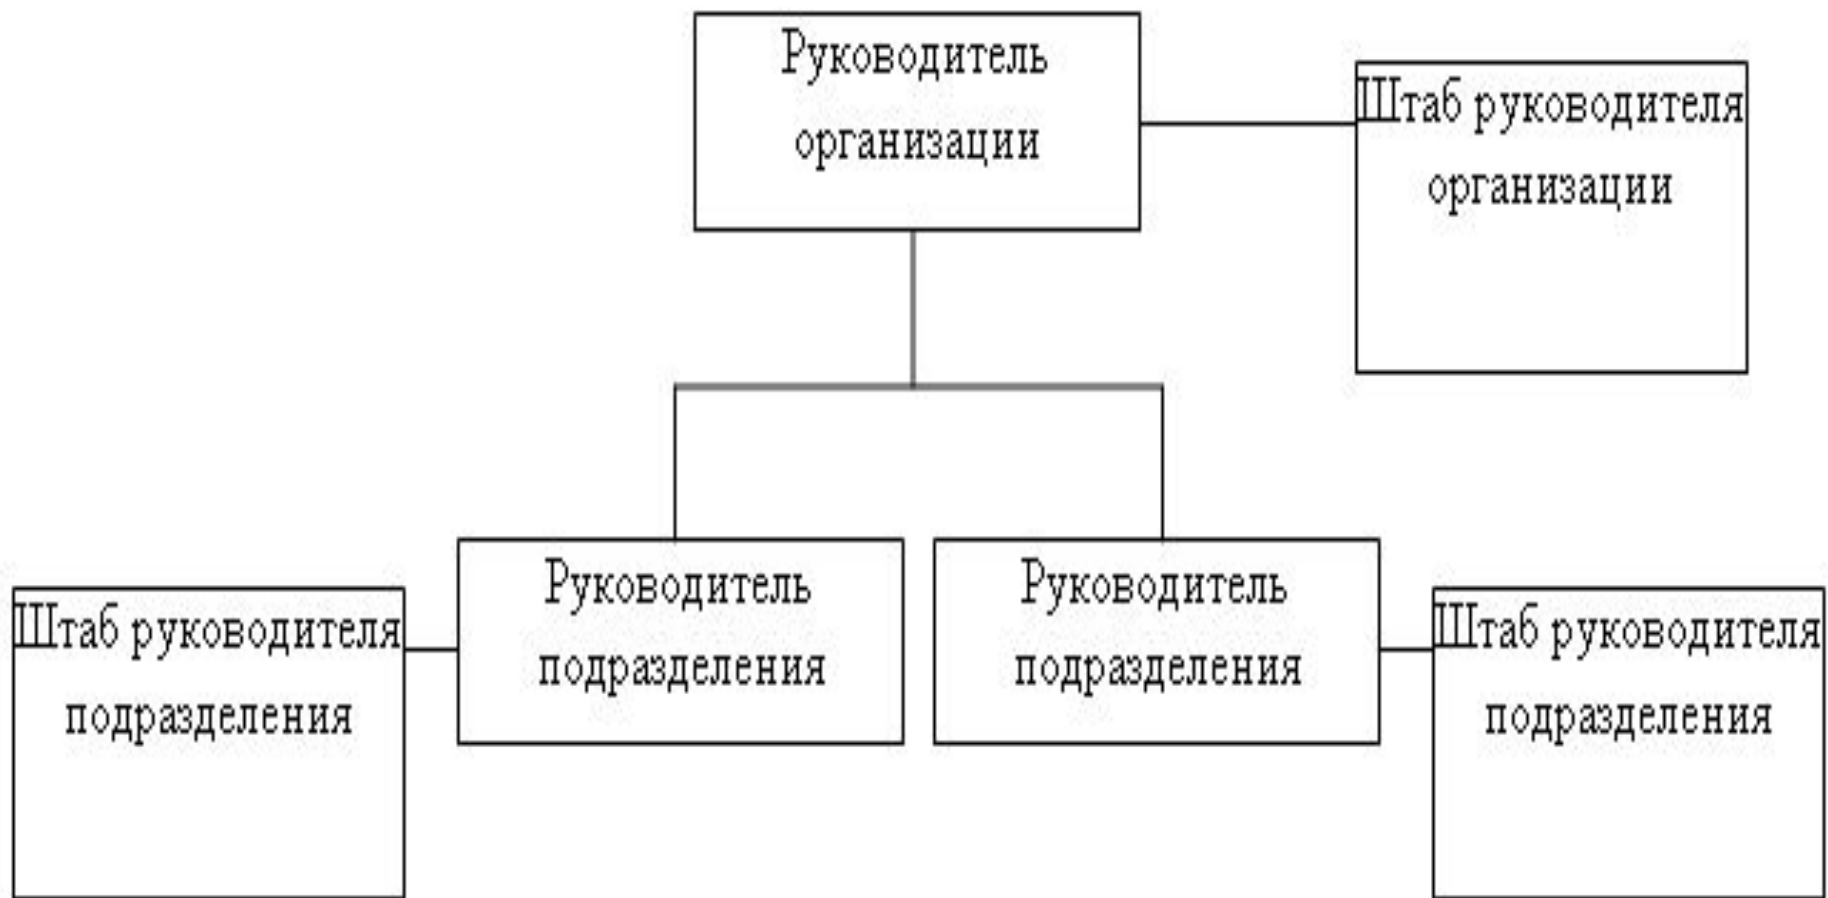 Руководитель
организации
Штаб руководителя
организации
Штаб руководителя
подразделения
Руководитель
подразделения
Руководитель
подразделения
Штаб руководителя
подразделения